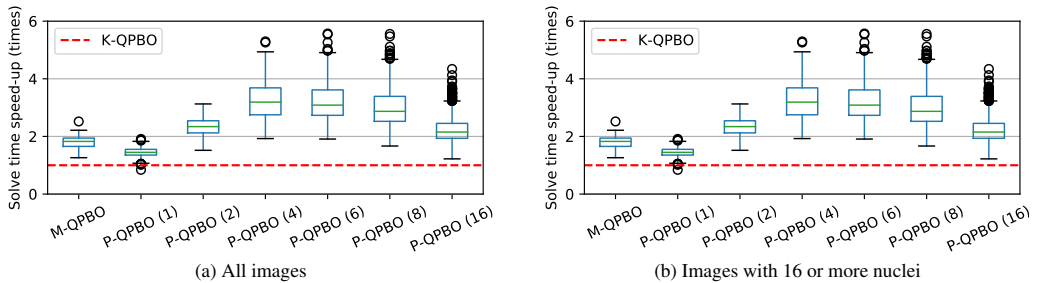 Solve time speed-up (times)
6
4
2
0
K-QPBO
M-QPBO
P-QPBO (1)
P-QPBO (2)
P-QPBO (4)
P-QPBO (6)
P-QPBO (8)
P-QPBO (16)
(a) All images
Solve time speed-up (times)
6
4
2
0
K-QPBO
M-QPBO
P-QPBO (1)
P-QPBO (2)
P-QPBO (4)
P-QPBO (6)
P-QPBO (8)
P-QPBO (16)
(b) Images with 16 or more nuclei